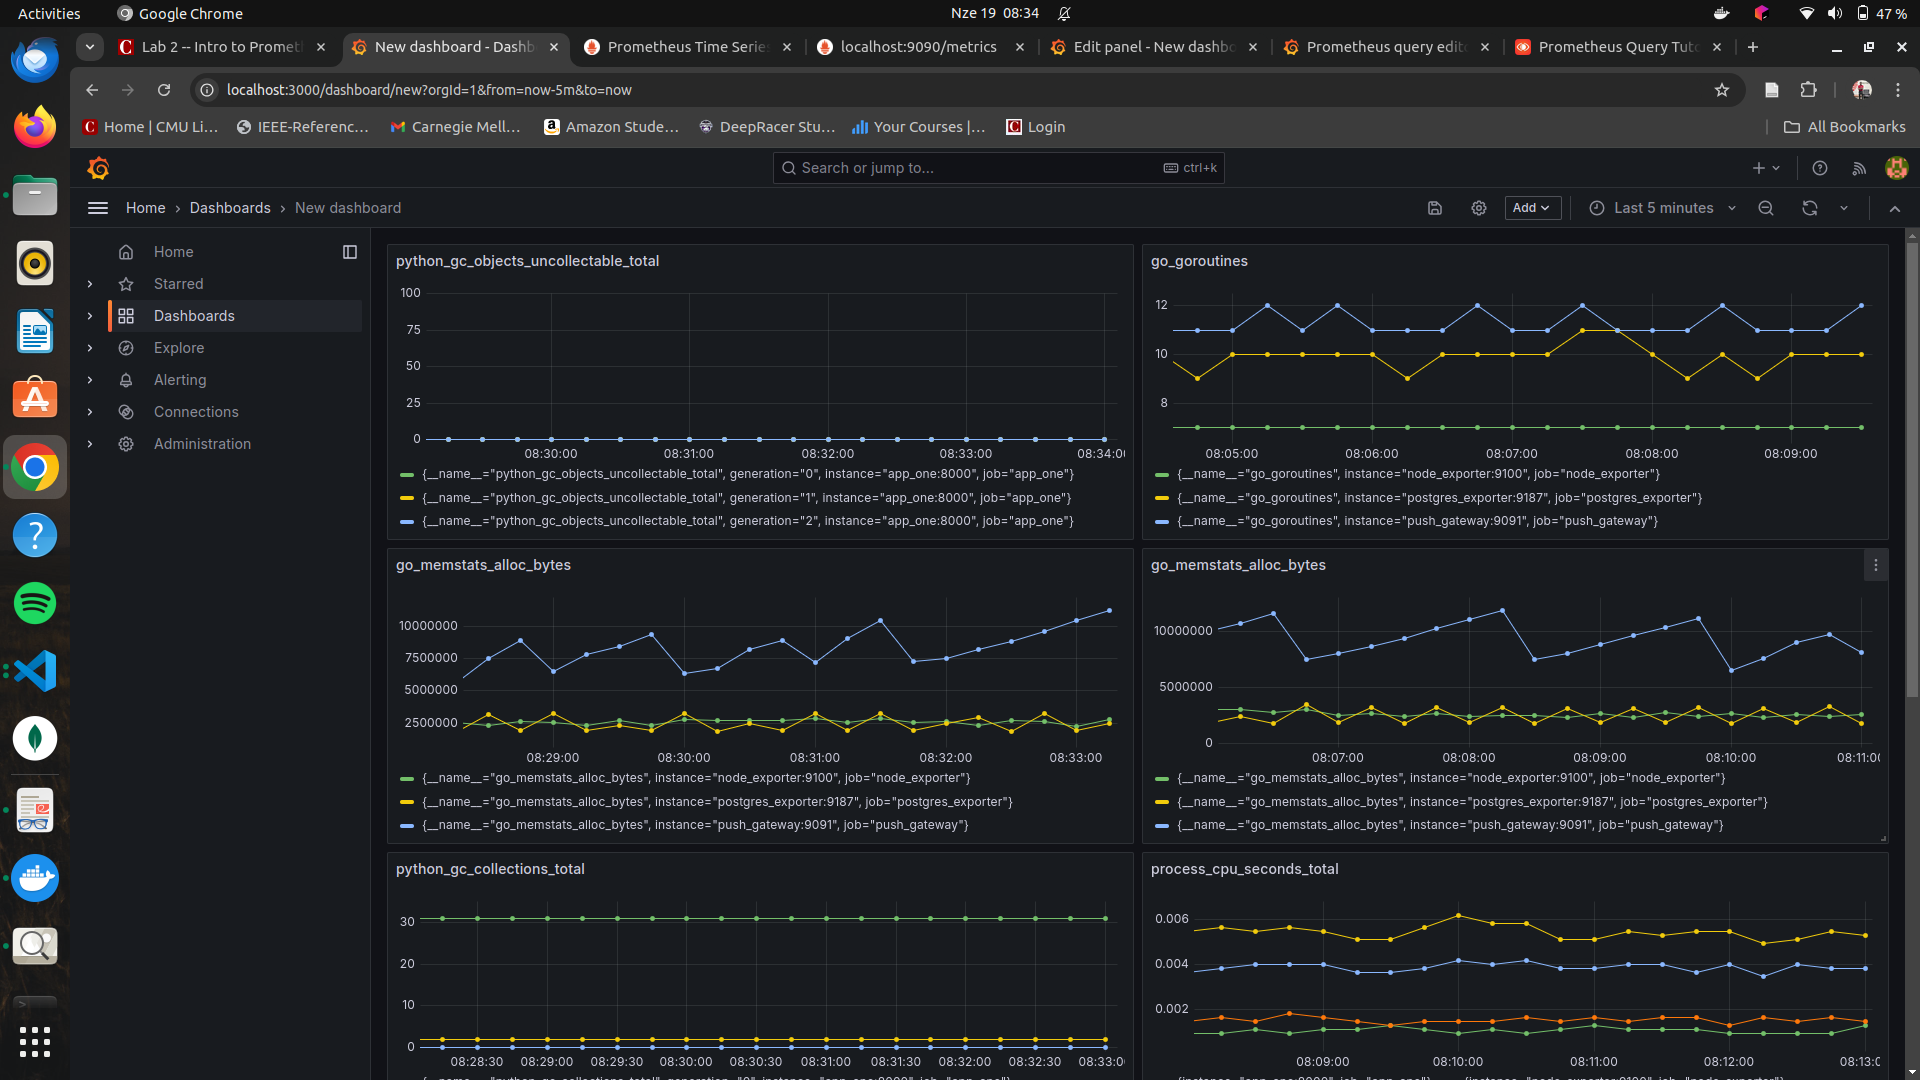 Activities
Google Chrome
Nze 19 08:34
47 %
Lab 2 -- Intro to Promet
New dashboard - Dashb
Prometheus Time Serie
localhost:9090/metrics
Edit panel - New dashbo
Prometheus query edit
Prometheus Query Tut
localhost:3000/dashboard/new?orgId=1&from=now-5m&to=now
Home | CMU Li...
IEEE-Referenc...
Carnegie Mell...
Amazon Stude...
DeepRacer Stu...
Your Courses |...
Login
All Bookmarks
Search or jump to...
ctrl+k
Home › Dashboards › New dashboard
Add
Last 5 minutes
Home
Starred
Dashboards
Explore
Alerting
Connections
Administration
python_gc_objects_uncollectable_total
100
75
50
25
0
08:30:00 08:31:00 08:32:00 08:33:00 08:34:0
{__name__="python_gc_objects_uncollectable_total", generation="0", instance="app_one:8000", job="app_one"}
{__name__="python_gc_objects_uncollectable_total", generation="1", instance="app_one:8000", job="app_one"}
{__name__="python_gc_objects_uncollectable_total", generation="2", instance="app_one:8000", job="app_one"}
go_goroutines
12
10
8
08:05:00 08:06:00 08:07:00 08:08:00 08:09:00
{__name__="go_goroutines", instance="node_exporter:9100", job="node_exporter"}
{__name__="go_goroutines", instance="postgres_exporter:9187", job="postgres_exporter"}
{__name__="go_goroutines", instance="push_gateway:9091", job="push_gateway"}
go_memstats_alloc_bytes
10000000
7500000
5000000
2500000
08:29:00 08:30:00 08:31:00 08:32:00 08:33:00
{__name__="go_memstats_alloc_bytes", instance="node_exporter:9100", job="node_exporter"}
{__name__="go_memstats_alloc_bytes", instance="postgres_exporter:9187", job="postgres_exporter"}
{__name__="go_memstats_alloc_bytes", instance="push_gateway:9091", job="push_gateway"}
go_memstats_alloc_bytes
10000000
5000000
0
08:07:00 08:08:00 08:09:00 08:10:00 08:11:0
{__name__="go_memstats_alloc_bytes", instance="node_exporter:9100", job="node_exporter"}
{__name__="go_memstats_alloc_bytes", instance="postgres_exporter:9187", job="postgres_exporter"}
{__name__="go_memstats_alloc_bytes", instance="push_gateway:9091", job="push_gateway"}
python_gc_collections_total
30
20
10
0
08:28:30 08:29:00 08:29:30 08:30:00 08:30:30 08:31:00 08:31:30 08:32:00 08:32:30 08:33:0
process_cpu_seconds_total
0.006
0.004
0.002
08:09:00 08:10:00 08:11:00 08:12:00 08:13:0